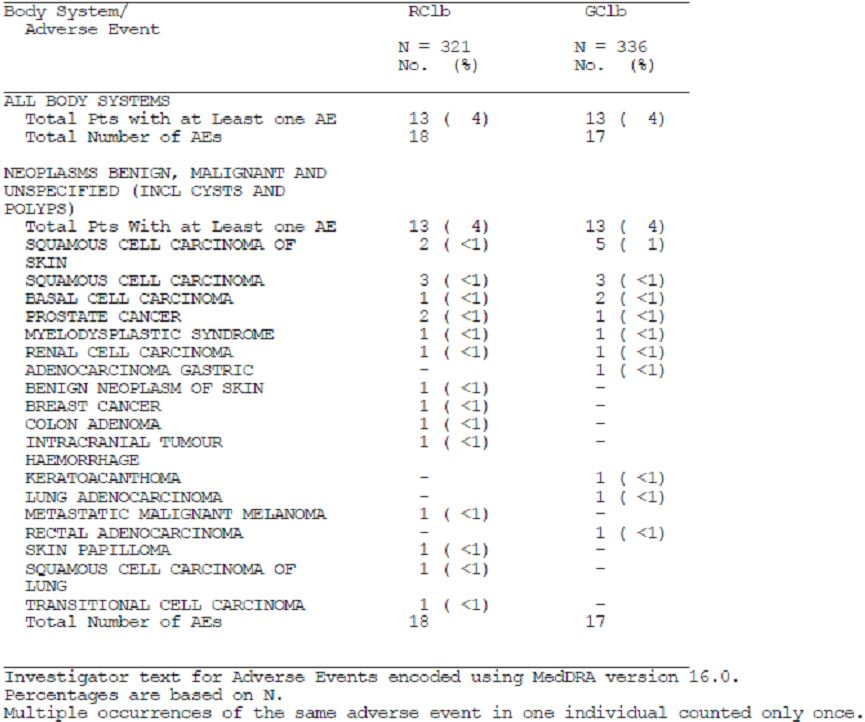 Body System/ RClb GClb
Adverse Event
N = 321 N = 336
No. (%) No. (%)
ALL BODY SYSTEMS
Total Pts with at Least one AE 13 ( 4) 13 ( 4)
Total Number of AEs 18 17
NEOPLASMS BENIGN, MALIGNANT AND
UNSPECIFIED (INCL CYSTS AND
POLYPS)
Total Pts With at Least one AE 13 ( 4) 13 ( 4)
SQUAMOUS CELL CARCINOMA OF 2 ( <1) 5 ( 1)
SKIN
SQUAMOUS CELL CARCINOMA 3 ( <1) 3 ( <1)
BASAL CELL CARCINOMA 1 ( <1) 2 ( <1)
PROSTATE CANCER 2 ( <1) 1 ( <1)
MYELODYSPLASTIC SYNDROME 1 ( <1) 1 ( <1)
RENAL CELL CARCINOMA 1 ( <1) 1 ( <1)
ADENOCARCINOMA GASTRIC - 1 ( <1)
BENIGN NEOPLASM OF SKIN 1 ( <1) -
BREAST CANCER 1 ( <1) -
COLON ADENOMA 1 ( <1) -
INTRACRANIAL TUMOUR 1 ( <1) -
HAEMORRHAGE
KERATOACANTHOMA - 1 ( <1)
LUNG ADENOCARCINOMA - 1 ( <1)
METASTATIC MALIGNANT MELANOMA 1 ( <1) -
RECTAL ADENOCARCINOMA - 1 ( <1)
SKIN PAPILLOMA 1 ( <1) -
SQUAMOUS CELL CARCINOMA OF 1 ( <1) -
LUNG
TRANSITIONAL CELL CARCINOMA 1 ( <1) -
Total Number of AEs 18 17
Investigator text for Adverse Events encoded using MedDRA version 16.0.
Percentages are based on N.
Multiple occurrences of the same adverse event in one individual counted only once.